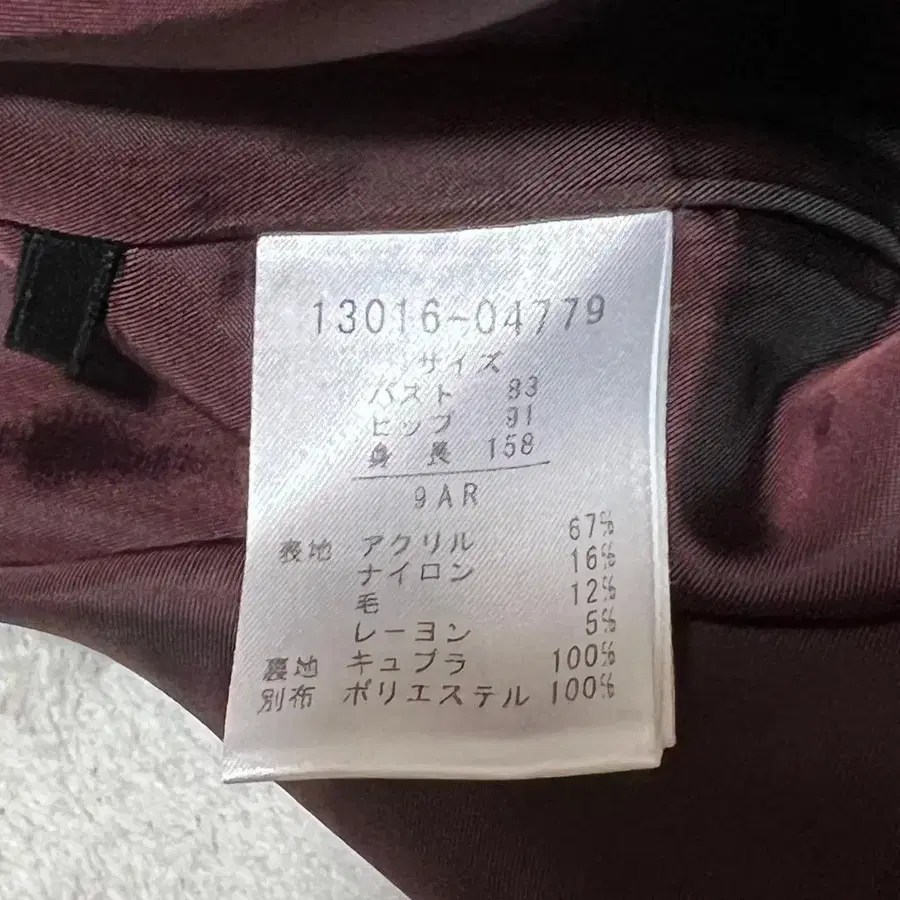 13016-04779
サイズ
バスト 83
ヒップ 91
身長 158
9AR
表地 アクリル 67%
ナイロン 16%
毛 12%
レーヨン 5%
裏地 キュプラ 100%
別布 ポリエステル 100%